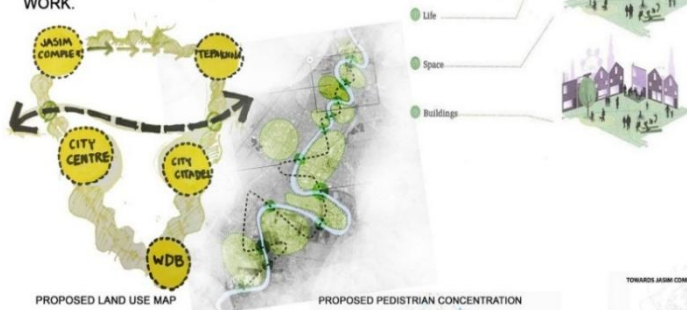 WORK.
JASIM
COMPLEX
CITY
CENTRE
CITY
CITADEL
WDB
Life
Space
Buildings
PROPOSED LAND USE MAP
PROPOSED PEDISTRIAN CONCENTRATION
TOWARDS JASIM COM